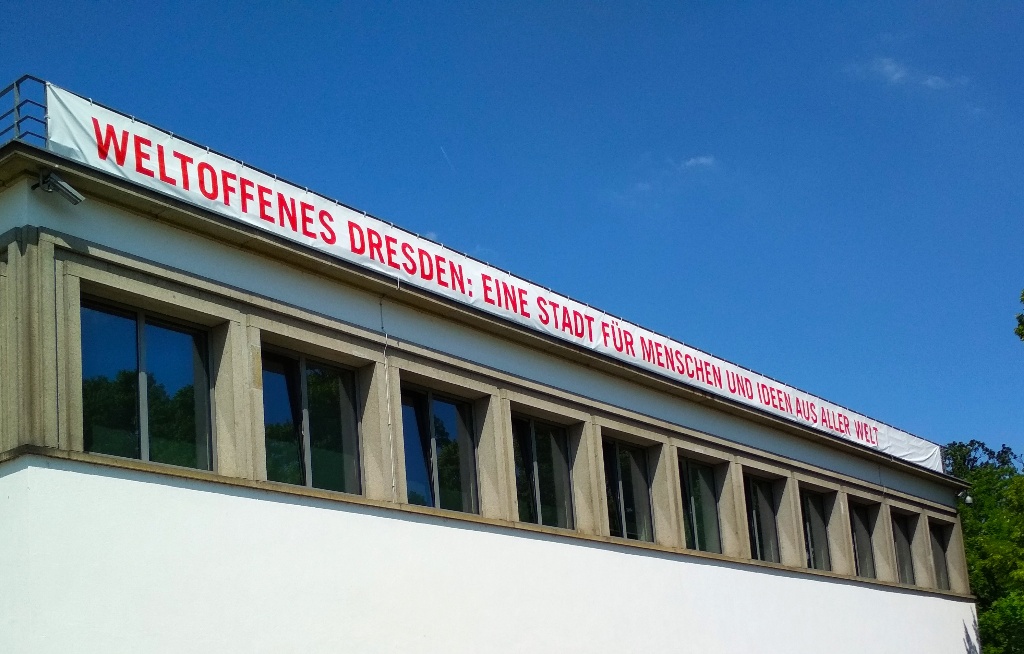 WELTOFFENES DRESDEN: EINE STADT FÜR MENSCHEN UND IDEEN AUS ALLER WELT